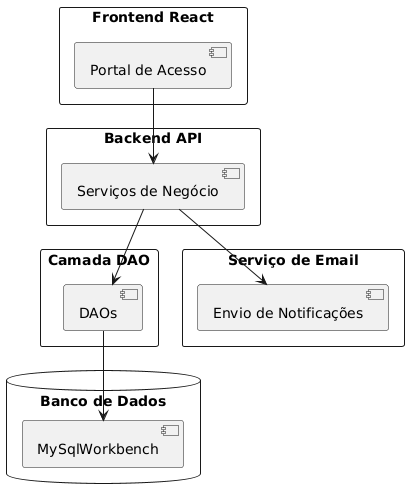 Frontend React
Portal de Acesso
Backend API
Serviços de Negócio
Camada DAO
DAOs
Serviço de Email
Envio de Notificações
Banco de Dados
MySqlWorkbench